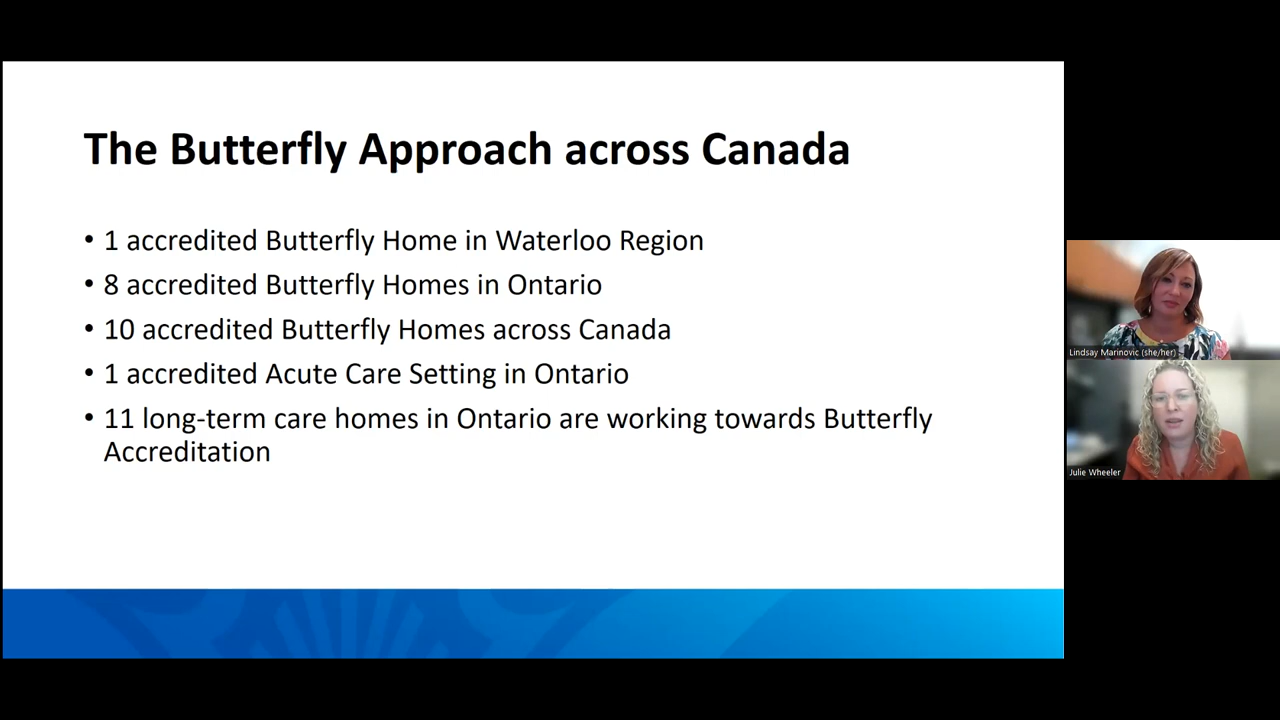 The Butterfly Approach across Canada
• 1 accredited Butterfly Home in Waterloo Region
• 8 accredited Butterfly Homes in Ontario
• 10 accredited Butterfly Homes across Canada
• 1 accredited Acute Care Setting in Ontario
• 11 long-term care homes in Ontario are working towards Butterfly
Accreditation
Lindsay Marinovic (she/her)
Julie Wheeler